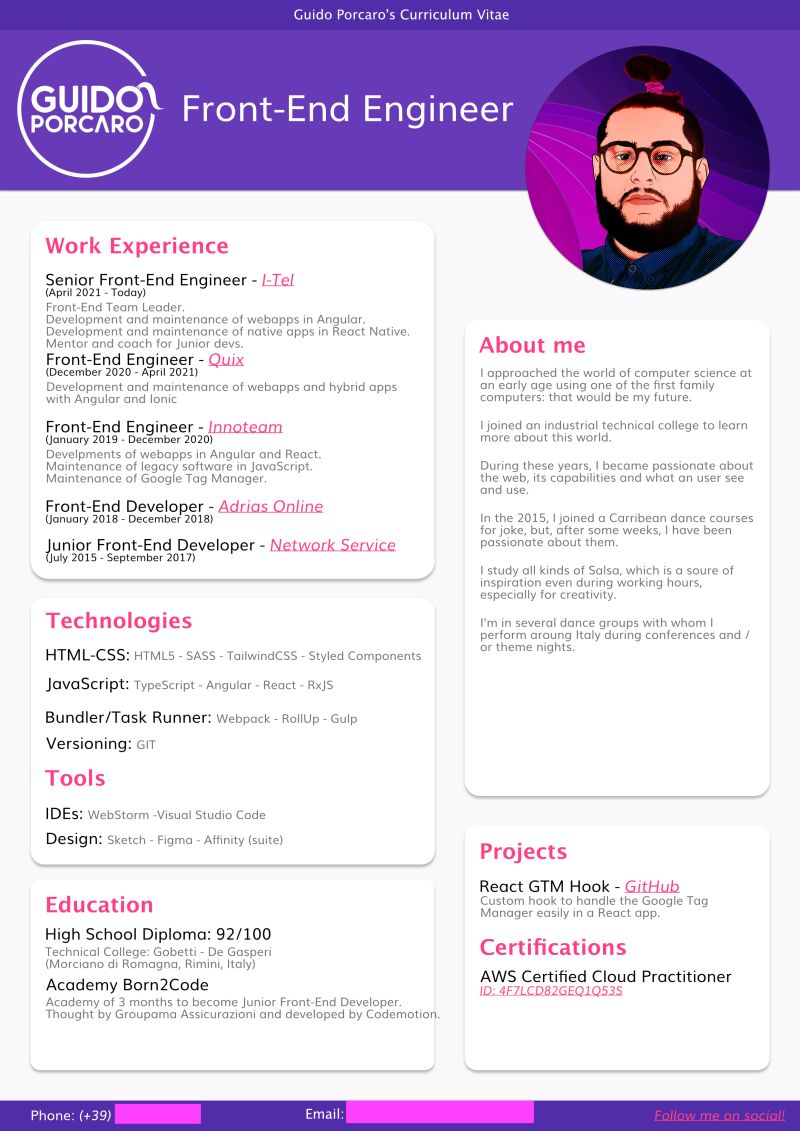 Guido Porcaro's Curriculum Vitae
GUIDO
PORCARO
Front-End Engineer
Work Experience
Senior Front-End Engineer - I-Tel
(April 2021 - Today)
Front-End Team Leader.
Development and maintenance of webapps in Angular.
Development and maintenance of native apps in React Native.
Mentor and coach for Junior devs.
Front-End Engineer - Quix
(December 2020 - April 2021)
Development and maintenance of webapps and hybrid apps
with Angular and Ionic
Front-End Engineer - Innoteam
(January 2019 - December 2020)
Develpments of webapps in Angular and React.
Maintenance of legacy software in JavaScript.
Maintenance of Google Tag Manager.
Front-End Developer - Adrias Online
(January 2018 - December 2018)
Junior Front-End Developer - Network Service
(July 2015 - September 2017)
Technologies
HTML-CSS: HTML5 - SASS - TailwindCSS - Styled Components
JavaScript: TypeScript - Angular - React - RxJS
Bundler/Task Runner: Webpack - RollUp - Gulp
Versioning: GIT
Tools
IDEs: WebStorm -Visual Studio Code
Design: Sketch - Figma - Affinity (suite)
Education
High School Diploma: 92/100
Technical College: Gobetti - De Gasperi
(Morciano di Romagna, Rimini, Italy)
Academy Born2Code
Academy of 3 months to become Junior Front-End Developer.
Thought by Groupama Assicurazioni and developed by Codemotion.
About me
I approached the world of computer science at
an early age using one of the first family
computers: that would be my future.
I joined an industrial technical college to learn
more about this world.
During these years, I became passionate about
the web, its capabilities and what an user see
and use.
In the 2015, I joined a Carribean dance courses
for joke, but, after some weeks, I have been
passionate about them.
I study all kinds of Salsa, which is a soure of
inspiration even during working hours,
especially for creativity.
I'm in several dance groups with whom I
perform aroung Italy during conferences and /
or theme nights.
Projects
React GTM Hook - GitHub
Custom hook to handle the Google Tag
Manager easily in a React app.
Certifications
AWS Certified Cloud Practitioner
ID: 4F7LCD82GEQ1Q53S
Phone: (+39)
Email:
Follow me on social!